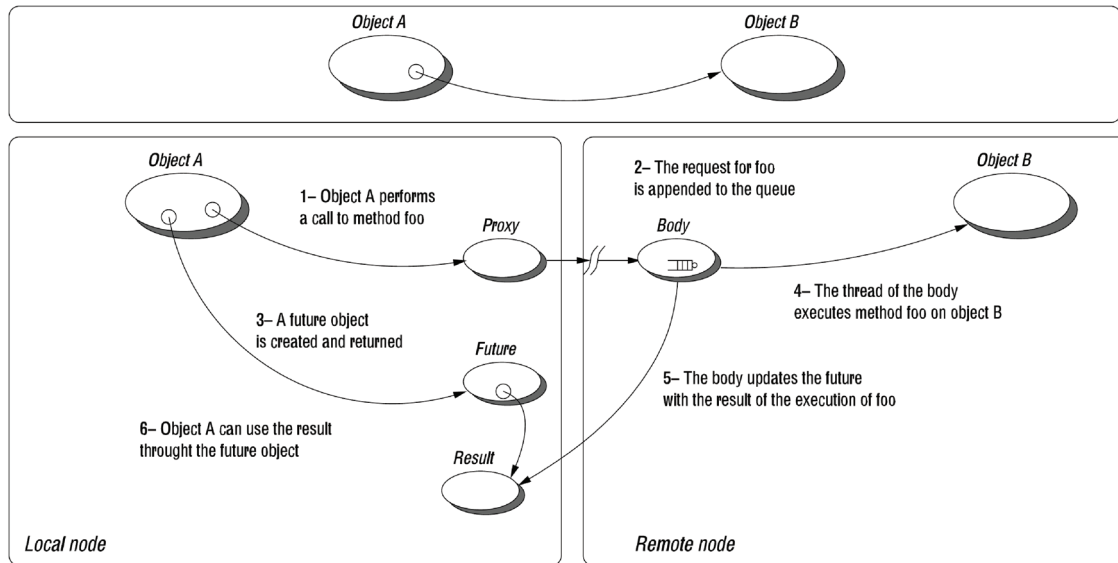 Object A
Object B
Object A
1– Object A performs
a call to method foo
Proxy
3– A future object
is created and returned
Future
6– Object A can use the result
throught the future object
Result
Local node
2– The request for foo
is appended to the queue
Object B
Body
4– The thread of the body
executes method foo on object B
5– The body updates the future
with the result of the execution of foo
Remote node